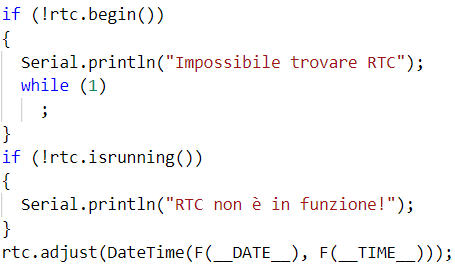 if (!rtc.begin())
{
  Serial.println("Impossibile trovare RTC");
  while (1)
    ;
}
if (!rtc.isrunning())
{
  Serial.println("RTC non è in funzione!");
}
rtc.adjust(DateTime(F(__DATE__), F(__TIME__)));